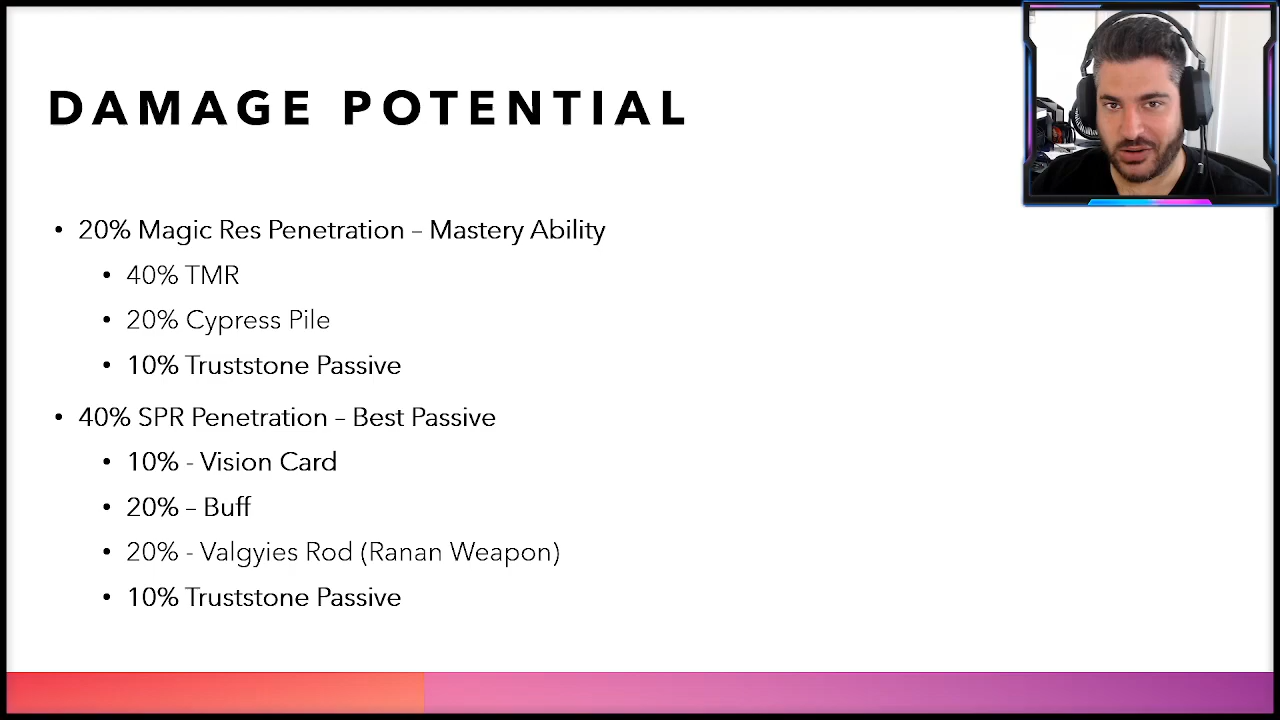 DAMAGE POTENTIAL
• 20% Magic Res Penetration – Mastery Ability
• 40% TMR
• 20% Cypress Pile
• 10% Truststone Passive
• 40% SPR Penetration – Best Passive
• 10% - Vision Card
• 20% – Buff
• 20% - Valgyies Rod (Ranan Weapon)
• 10% Truststone Passive